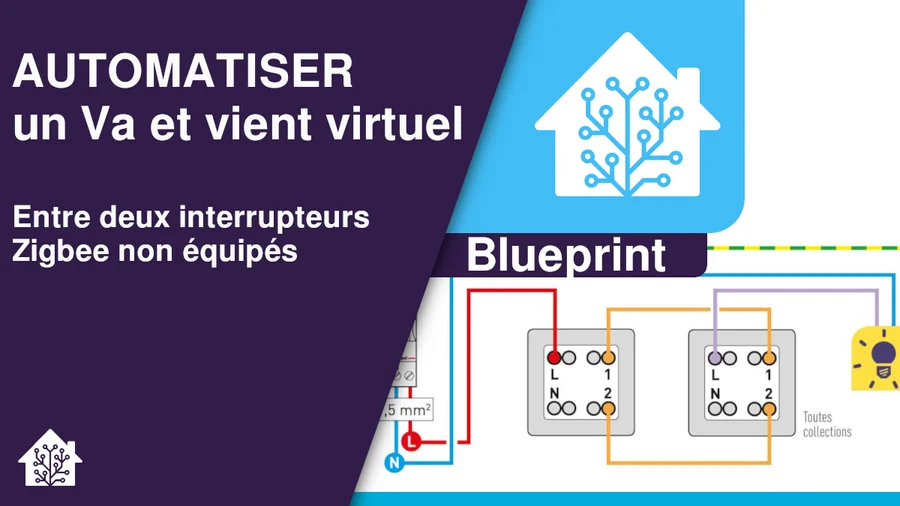 AUTOMATISER
un Va et vient virtuel
Entre deux interrupteurs
Zigbee non équipés
Blueprint
L
1
N
2
L
1
N
2
,5 mm²
Toutes
collections
L
N